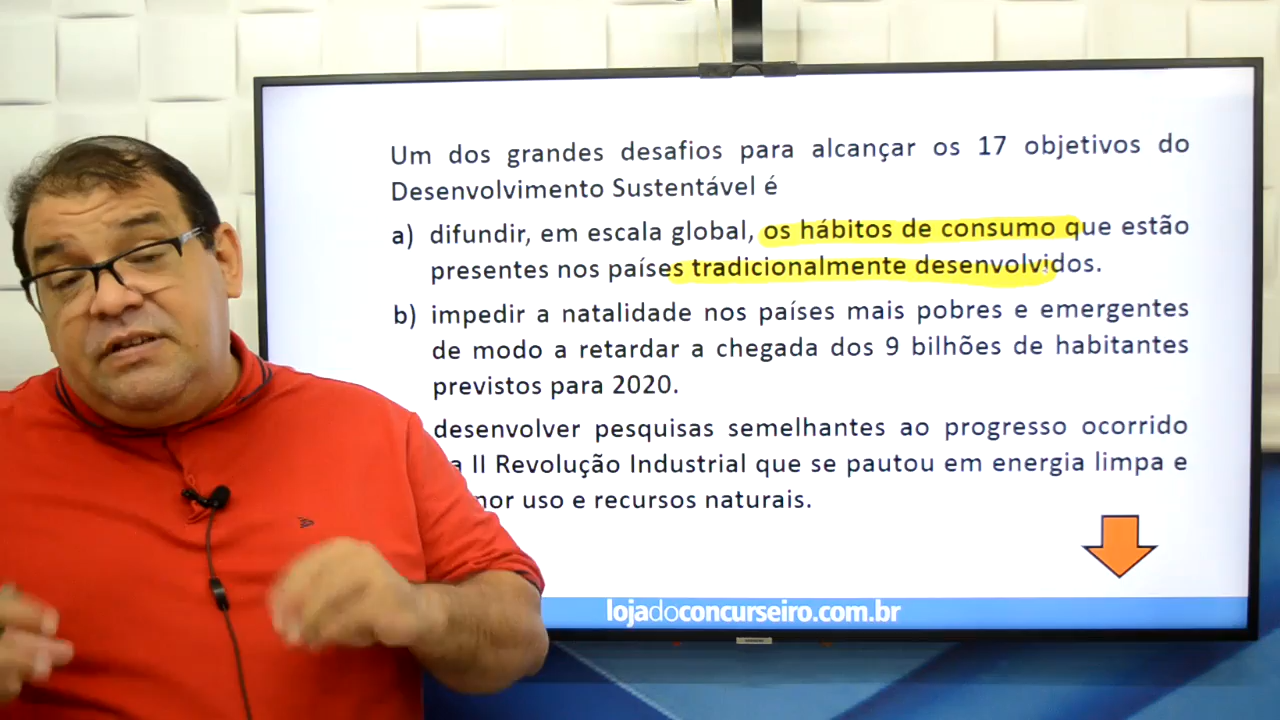 Um dos grandes desafios para alcançar os 17 objetivos do
Desenvolvimento Sustentável é
a) difundir, em escala global, os hábitos de consumo que estão
presentes nos países tradicionalmente desenvolvidos.
b) impedir a natalidade nos países mais pobres e emergentes
de modo a retardar a chegada dos 9 bilhões de habitantes
previstos para 2020.
desenvolver pesquisas semelhantes ao progresso ocorrido
a II Revolução Industrial que se pautou em energia limpa e
nor uso e recursos naturais.
lojadoconcurseiro.com.br